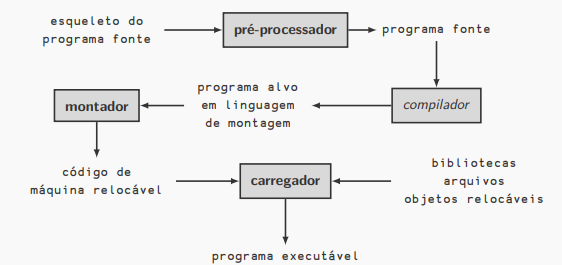 esqueleto do
programa fonte
pré-processador
programa fonte
compilador
programa alvo
em linguagem
de montagem
montador
código de
máquina relocável
carregador
bibliotecas
arquivos
objetos relocáveis
programa executável